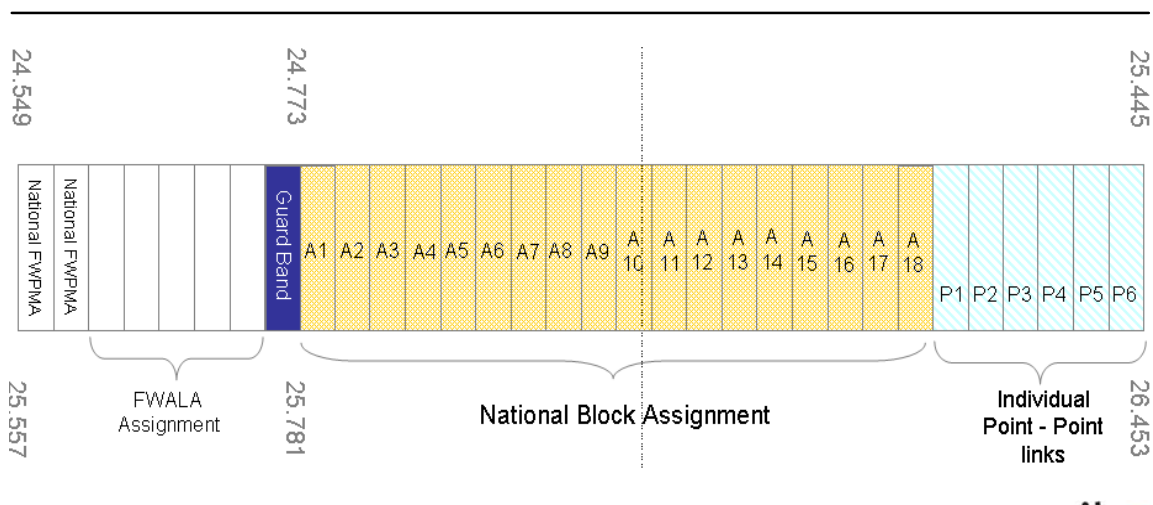 24.549
24.773
25.445
National FWPMA
National FWPMA
Guard Band
A1
A2
A3
A4
A5
A6
A7
A8
A9
A
10
A
11
A
12
A
13
A
14
A
15
A
16
A
17
A
18
P1
P2
P3
P4
P5
P6
25.557
FWALA
Assignment
25.781
National Block Assignment
Individual
Point - Point
links
26.453